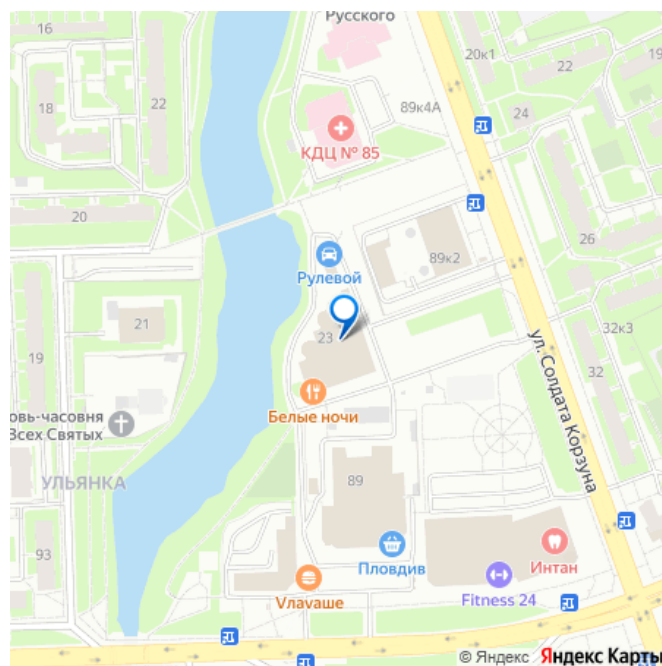 Русского
16
20к1
22
19
18
22
89к4А
24
КДЦ № 85
20
26
89к2
Рулевой
21
23
32к3
19
32
ул. Солдата Корзуна
Белые ночи
овь-часовня
Всех Святых
УЛЬЯНКА
89
93
Пловдив
Интан
Vлаvаше
Fitness 24
© Яндекс Яндекс Карты